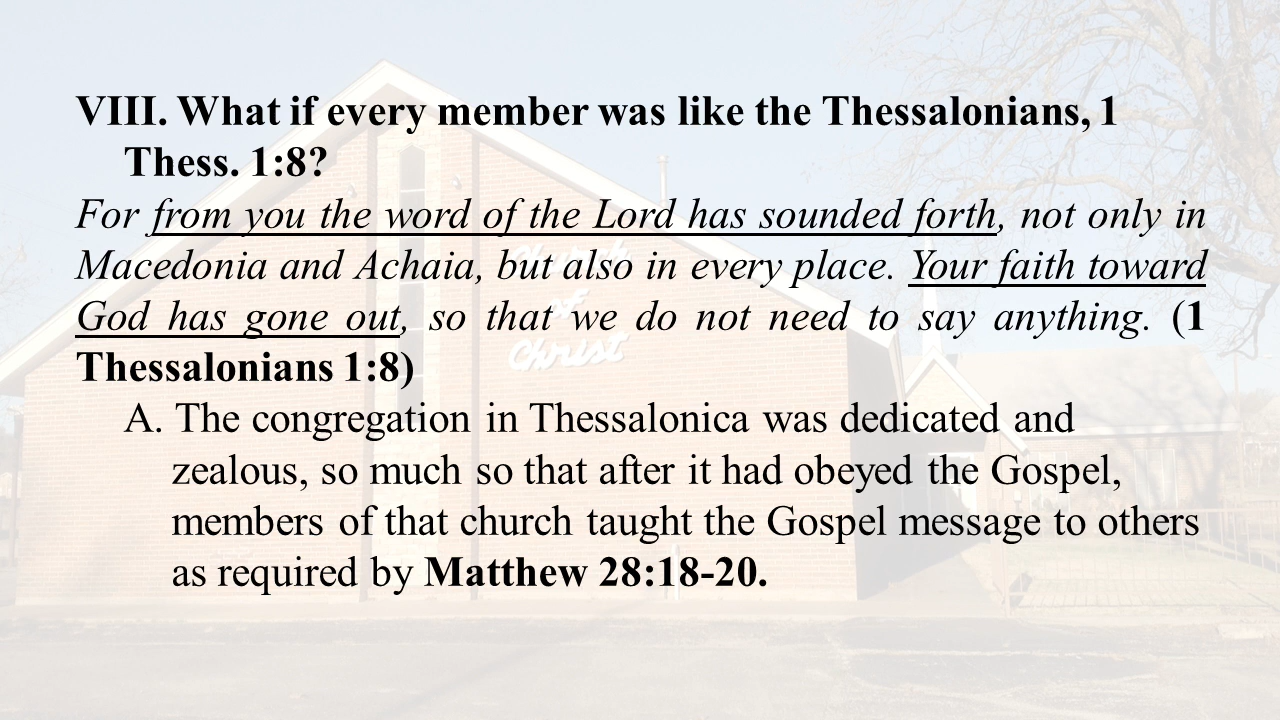 VIII. What if every member was like the Thessalonians, 1
Thess. 1:8?
For from you the word of the Lord has sounded forth, not only in
Macedonia and Achaia, but also in every place. Your faith toward
God has gone out, so that we do not need to say anything. (1
Thessalonians 1:8)
A. The congregation in Thessalonica was dedicated and
zealous, so much so that after it had obeyed the Gospel,
members of that church taught the Gospel message to others
as required by Matthew 28:18-20.
Church
of
Christ